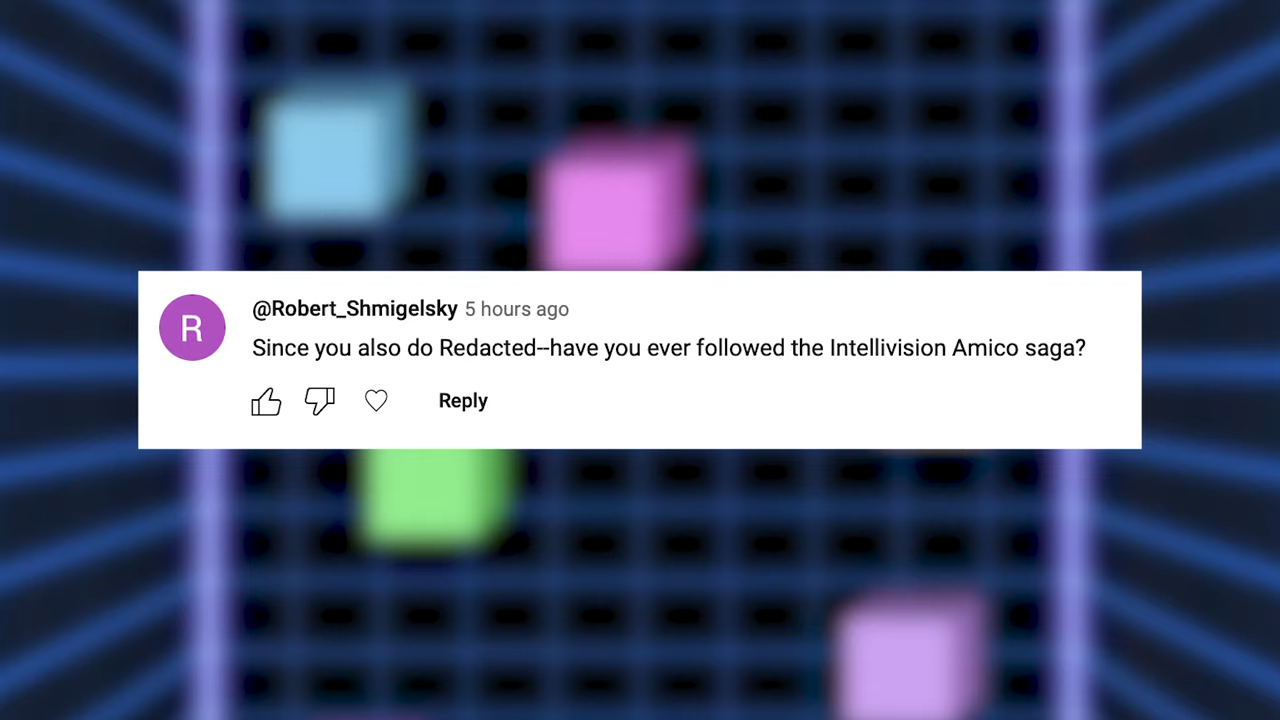 R
@Robert_Shmigelsky 5 hours ago
Since you also do Redacted--have you ever followed the Intellivision Amico saga?
Reply